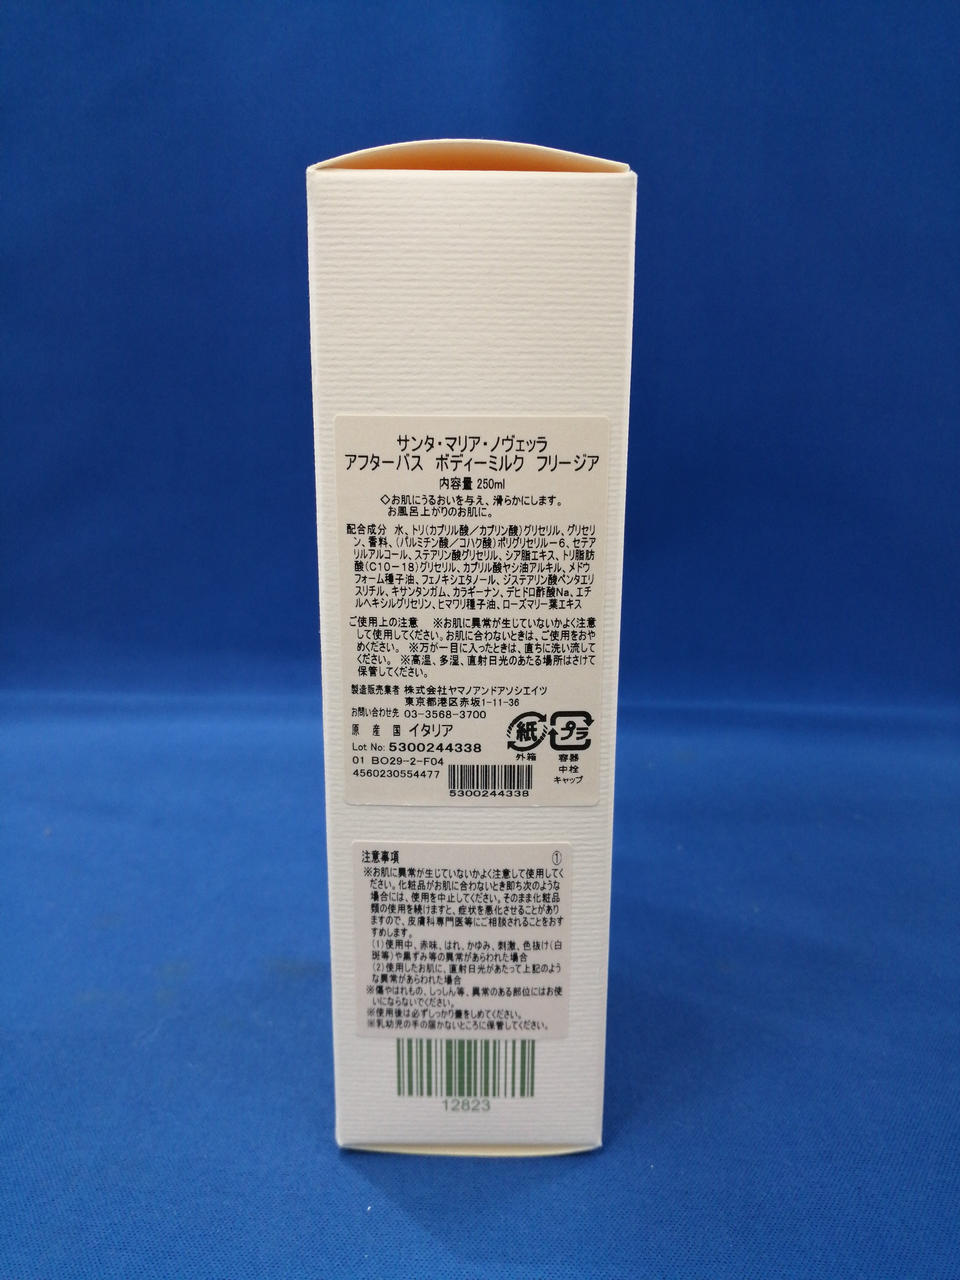 サンタ・マリア・ノヴェッラ
アフターバス ボディーミルク フリージア
内容量 250ml
◇お肌にうるおいを与え、滑らかにします。
お風呂上がりのお肌に。
配合成分 水、トリ(カプリル酸／カプリン酸)グリセリル、グリセリ
ン、香料、(パルミチン酸／コハク酸)ポリグリセリル－6、セテア
リルアルコール、ステアリン酸グリセリル、シア脂エキス、トリ脂肪
酸(C10－18)グリセリル、カプリル酸ヤシ油アルキル、メドウ
フォーム種子油、フェノキシエタノール、ジステアリン酸ペンタエリ
スリチル、キサンタンガム、カラギーナン、デヒドロ酢酸Na、エチ
ルヘキシルグリセリン、ヒマワリ種子油、ローズマリー葉エキス
ご使用上の注意 ※お肌に異常が生じていないかよく注意
して使用してください。お肌に合わないときは、ご使用をおや
めください。 ※万が一目に入ったときは、直ちに洗い流して
ください。 ※高温、多湿、直射日光のあたる場所はさけて
保管してください。
製造販売業者 株式会社ヤマノアンドアソシエイツ
東京都港区赤坂1-11-36
お問い合わせ先 03-3568-3700
原産国 イタリア
Lot No: 5300244338
01 BO29-2-F04
4560230554477
紙
外箱
プラ
容器
中栓
キャップ
5300244338
注意事項 ①
※お肌に異常が生じていないかよく注意して使用してく
ださい。化粧品がお肌に合わないとき即ち次のような
場合には、使用を中止してください。そのまま化粧品
類の使用を続けますと、症状を悪化させることがあり
ますので、皮膚科専門医等にご相談されることをおす
すめします。
(1)使用中、赤味、はれ、かゆみ、刺激、色抜け(白
斑等)や黒ずみ等の異常があらわれた場合
(2)使用したお肌に、直射日光があたって上記のよう
な異常があらわれた場合
※傷やはれもの、しっしん等、異常のある部位にはお使
いにならないでください。
※使用後は必ずしっかり蓋をしめてください。
※乳幼児の手の届かないところに保管してください。
12823